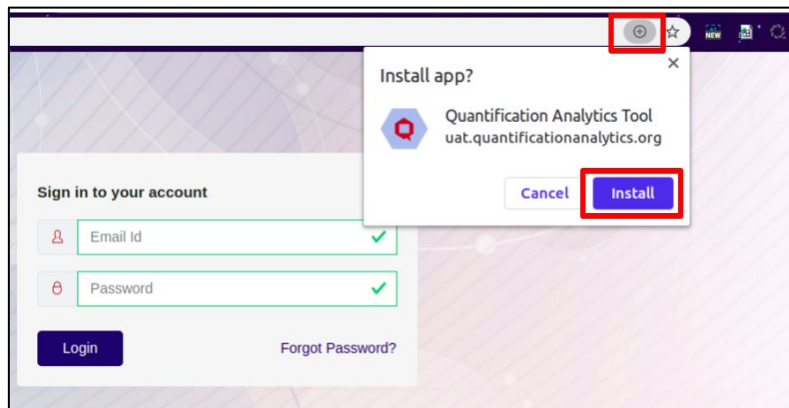 NEW
Install app?
Quantification Analytics Tool
uat.quantificationanalytics.org
Cancel
Install
Sign in to your account
Email Id
Password
Login
Forgot Password?